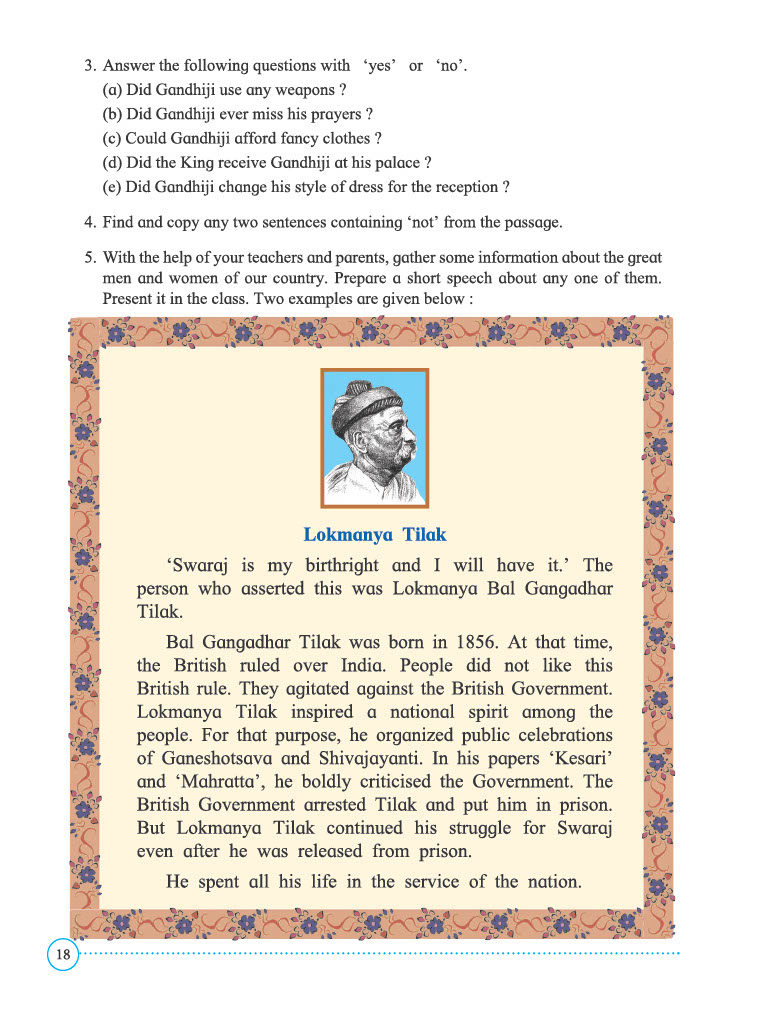 3. Answer the following questions with ‘yes’ or ‘no’.
(a) Did Gandhiji use any weapons ?
(b) Did Gandhiji ever miss his prayers ?
(c) Could Gandhiji afford fancy clothes ?
(d) Did the King receive Gandhiji at his palace ?
(e) Did Gandhiji change his style of dress for the reception ?
4. Find and copy any two sentences containing ‘not’ from the passage.
5. With the help of your teachers and parents, gather some information about the great
men and women of our country. Prepare a short speech about any one of them.
Present it in the class. Two examples are given below :
Lokmanya Tilak
‘Swaraj is my birthright and I will have it.’ The
person who asserted this was Lokmanya Bal Gangadhar
Tilak.
Bal Gangadhar Tilak was born in 1856. At that time,
the British ruled over India. People did not like this
British rule. They agitated against the British Government.
Lokmanya Tilak inspired a national spirit among the
people. For that purpose, he organized public celebrations
of Ganeshotsava and Shivajayanti. In his papers ‘Kesari’
and ‘Mahratta’, he boldly criticised the Government. The
British Government arrested Tilak and put him in prison.
But Lokmanya Tilak continued his struggle for Swaraj
even after he was released from prison.
He spent all his life in the service of the nation.
18